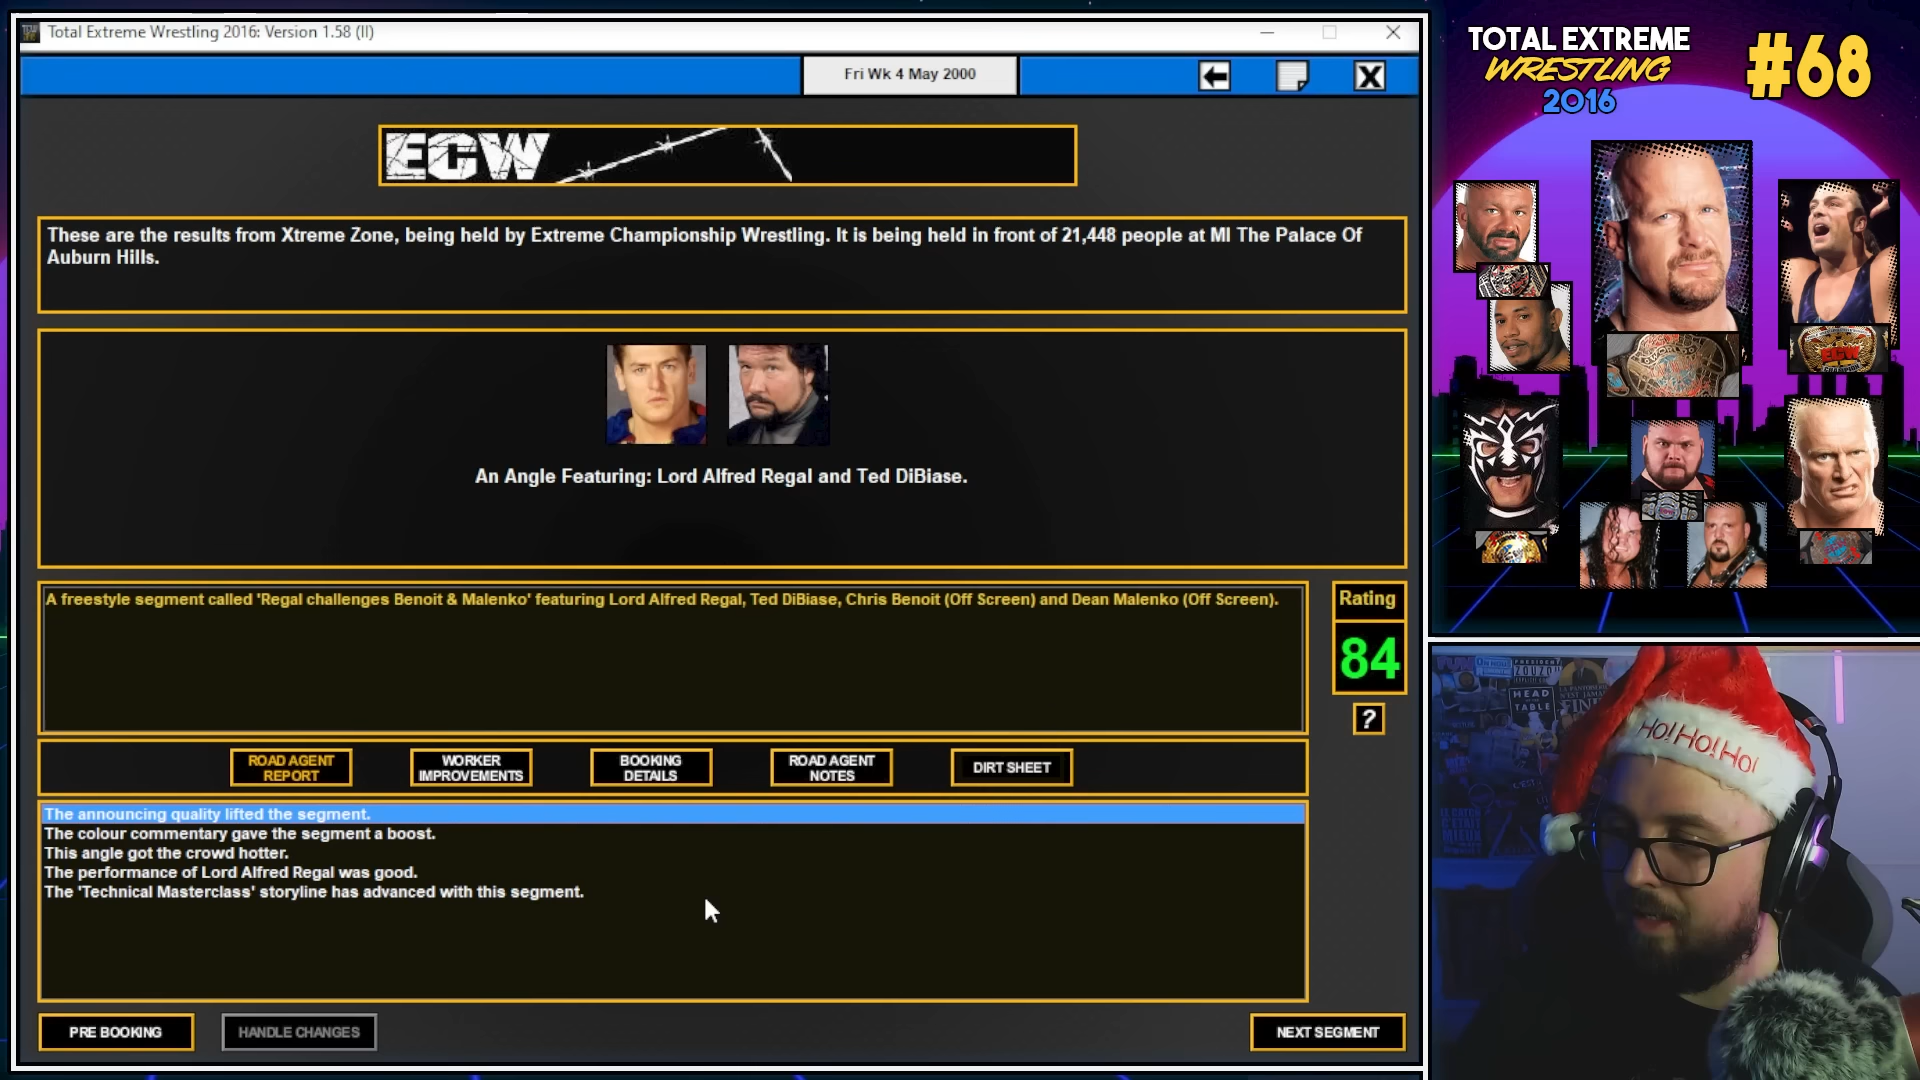 Total Extreme Wrestling 2016: Version 1.58 (II)
Fri Wk 4 May 2000
ECW
These are the results from Xtreme Zone, being held by Extreme Championship Wrestling. It is being held in front of 21,448 people at MI The Palace Of
Auburn Hills.
An Angle Featuring: Lord Alfred Regal and Ted DiBiase.
A freestyle segment called 'Regal challenges Benoit & Malenko' featuring Lord Alfred Regal, Ted DiBiase, Chris Benoit (Off Screen) and Dean Malenko (Off Screen).
Rating
84
?
ROAD AGENT
REPORT
WORKER
IMPROVEMENTS
BOOKING
DETAILS
ROAD AGENT
NOTES
DIRT SHEET
The announcing quality lifted the segment.
The colour commentary gave the segment a boost.
This angle got the crowd hotter.
The performance of Lord Alfred Regal was good.
The 'Technical Masterclass' storyline has advanced with this segment.
PRE BOOKING
HANDLE CHANGES
NEXT SEGMENT
TOTAL EXTREME
WRESTLING
2016
#68
ECW
HEAD
OF THE
TABLE
Ho! Ho! Ho!